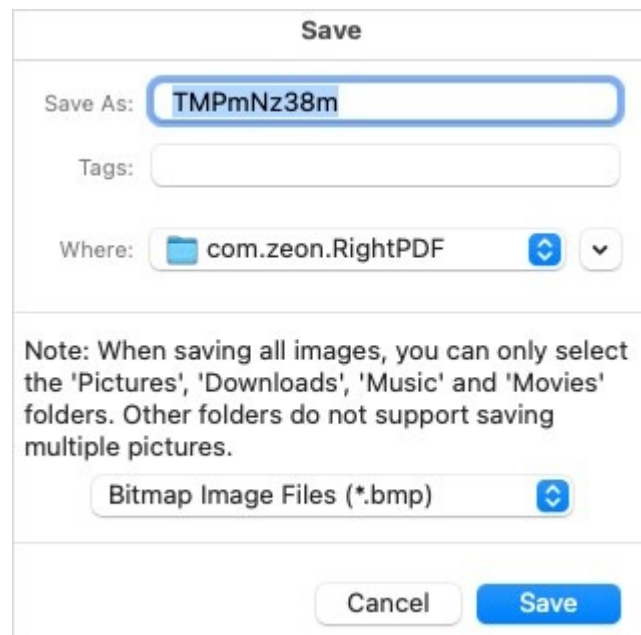 Save
Save As: TMPmNz38m
Tags:
Where: com.zeon.RightPDF
Note: When saving all images, you can only select
the 'Pictures', 'Downloads', 'Music' and 'Movies'
folders. Other folders do not support saving
multiple pictures.
Bitmap Image Files (*.bmp)
Cancel Save